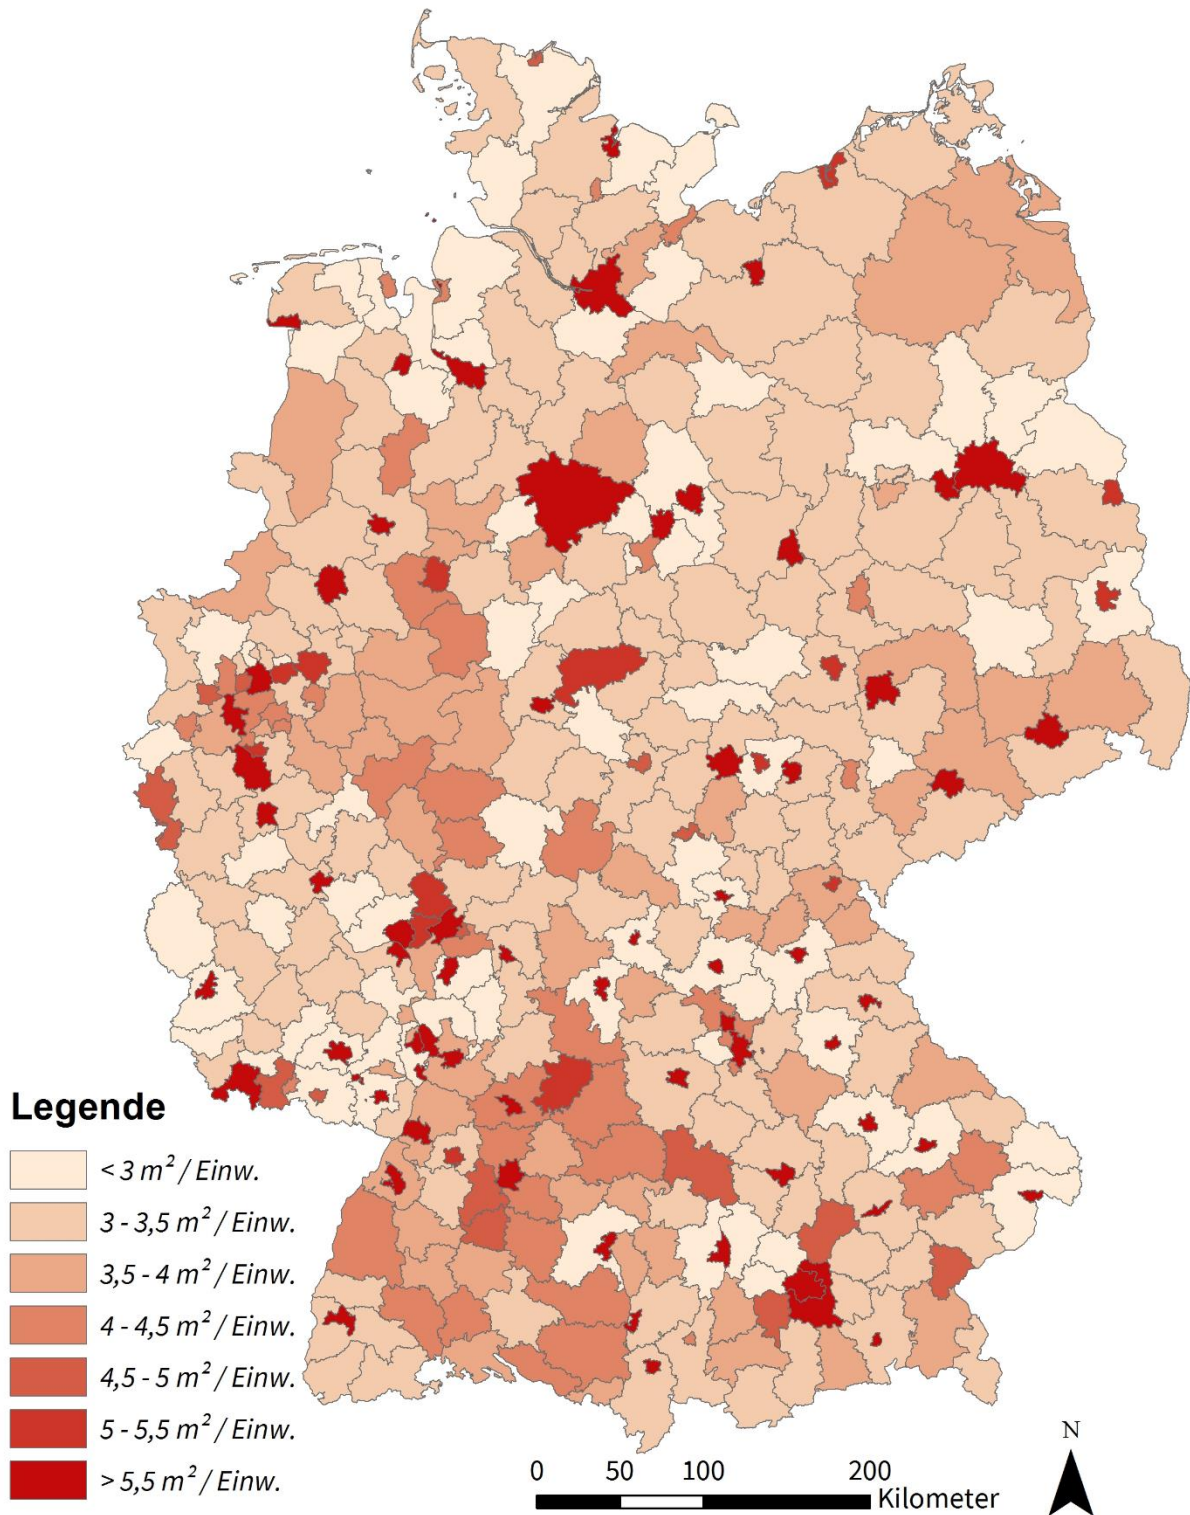 Legende
< 3 m² / Einw.
3 - 3,5 m² / Einw.
3,5 - 4 m² / Einw.
4 - 4,5 m² / Einw.
4,5 - 5 m² / Einw.
5 - 5,5 m² / Einw.
> 5,5 m² / Einw.
0 50 100 200
Kilometer
N